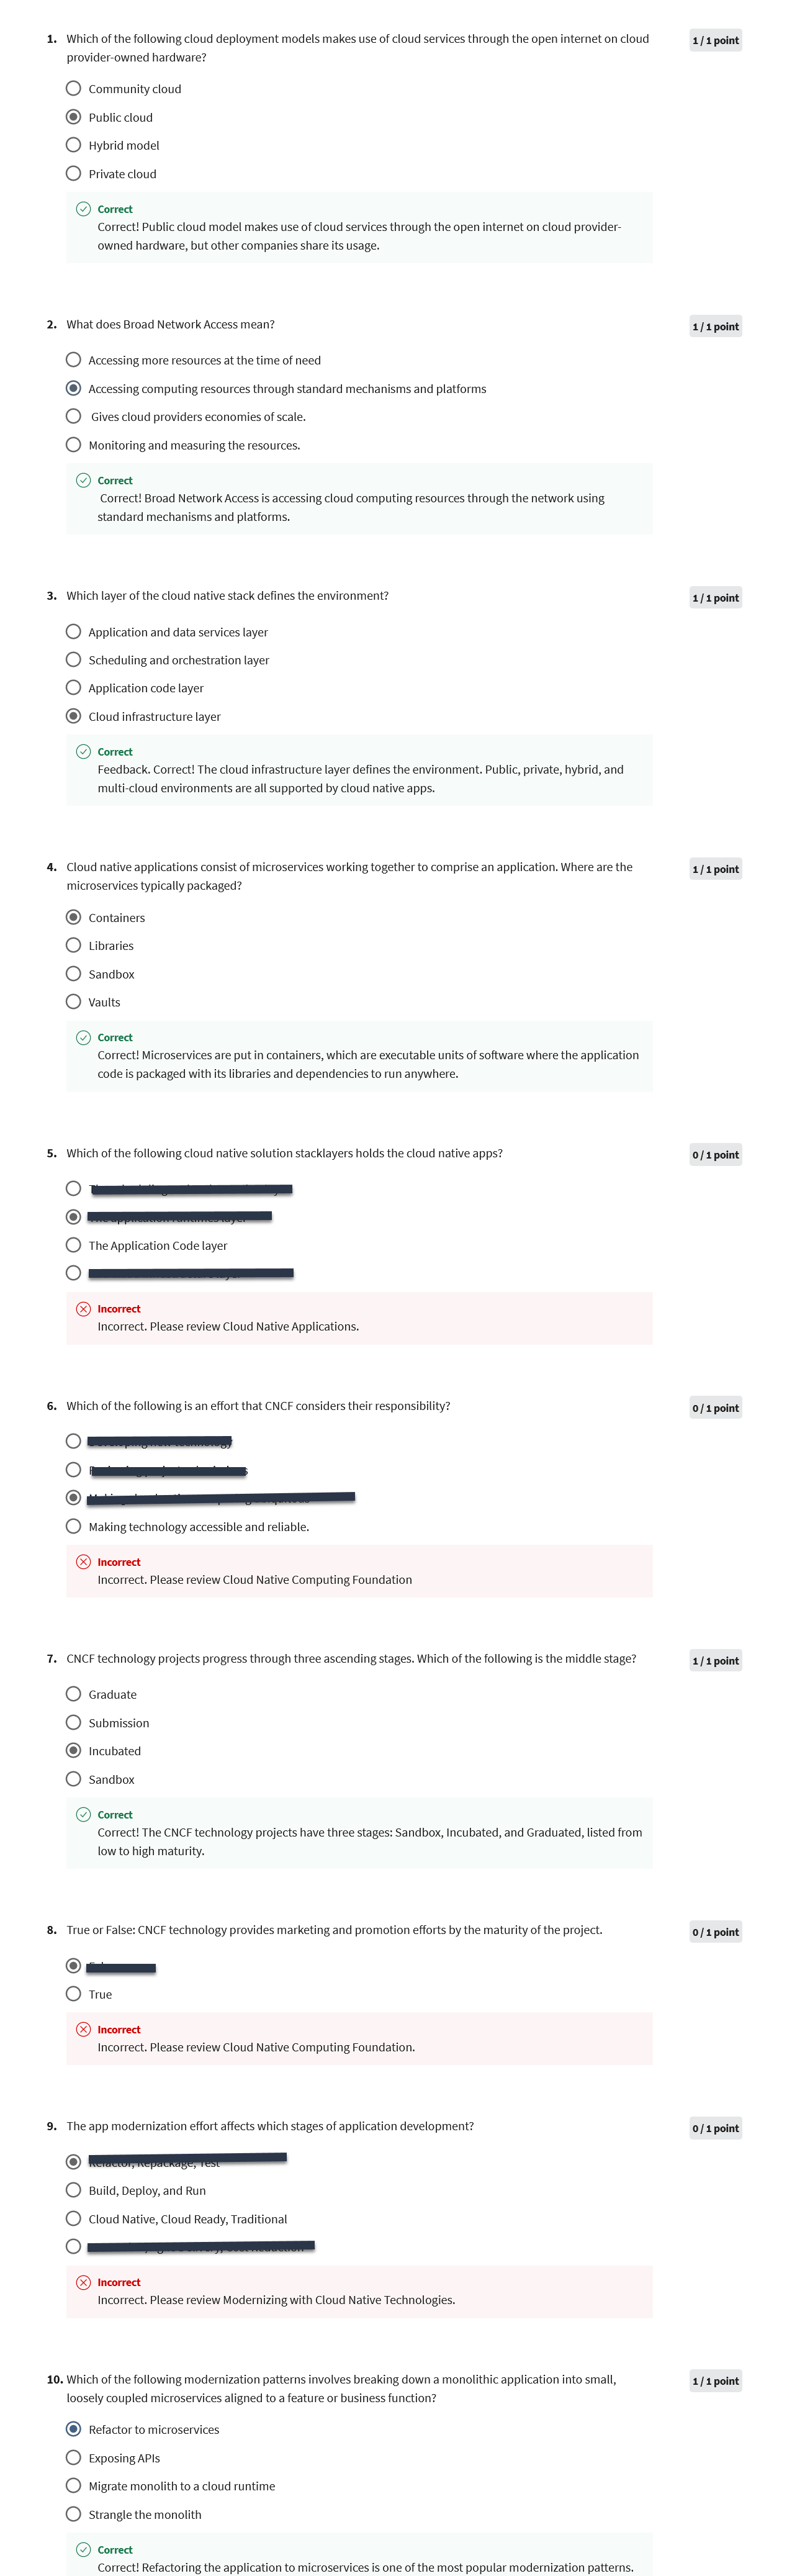 1. Which of the following cloud deployment models makes use of cloud services through the open internet on cloud
provider-owned hardware?
1 / 1 point
Community cloud
Public cloud
Hybrid model
Private cloud
Correct
Correct! Public cloud model makes use of cloud services through the open internet on cloud provider-
owned hardware, but other companies share its usage.
2. What does Broad Network Access mean?
1 / 1 point
Accessing more resources at the time of need
Accessing computing resources through standard mechanisms and platforms
Gives cloud providers economies of scale.
Monitoring and measuring the resources.
Correct
Correct! Broad Network Access is accessing cloud computing resources through the network using
standard mechanisms and platforms.
3. Which layer of the cloud native stack defines the environment?
1 / 1 point
Application and data services layer
Scheduling and orchestration layer
Application code layer
Cloud infrastructure layer
Correct
Feedback. Correct! The cloud infrastructure layer defines the environment. Public, private, hybrid, and
multi-cloud environments are all supported by cloud native apps.
4. Cloud native applications consist of microservices working together to comprise an application. Where are the
microservices typically packaged?
1 / 1 point
Containers
Libraries
Sandbox
Vaults
Correct
Correct! Microservices are put in containers, which are executable units of software where the application
code is packaged with its libraries and dependencies to run anywhere.
5. Which of the following cloud native solution stacklayers holds the cloud native apps?
0 / 1 point
The Application Code layer
Incorrect
Incorrect. Please review Cloud Native Applications.
6. Which of the following is an effort that CNCF considers their responsibility?
0 / 1 point
Making technology accessible and reliable.
Incorrect
Incorrect. Please review Cloud Native Computing Foundation
7. CNCF technology projects progress through three ascending stages. Which of the following is the middle stage?
1 / 1 point
Graduate
Submission
Incubated
Sandbox
Correct
Correct! The CNCF technology projects have three stages: Sandbox, Incubated, and Graduated, listed from
low to high maturity.
8. True or False: CNCF technology provides marketing and promotion efforts by the maturity of the project.
0 / 1 point
True
Incorrect
Incorrect. Please review Cloud Native Computing Foundation.
9. The app modernization effort affects which stages of application development?
0 / 1 point
Refactor, Repackage, Test
Build, Deploy, and Run
Cloud Native, Cloud Ready, Traditional
Incorrect
Incorrect. Please review Modernizing with Cloud Native Technologies.
10. Which of the following modernization patterns involves breaking down a monolithic application into small,
loosely coupled microservices aligned to a feature or business function?
1 / 1 point
Refactor to microservices
Exposing APIs
Migrate monolith to a cloud runtime
Strangle the monolith
Correct
Correct! Refactoring the application to microservices is one of the most popular modernization patterns.